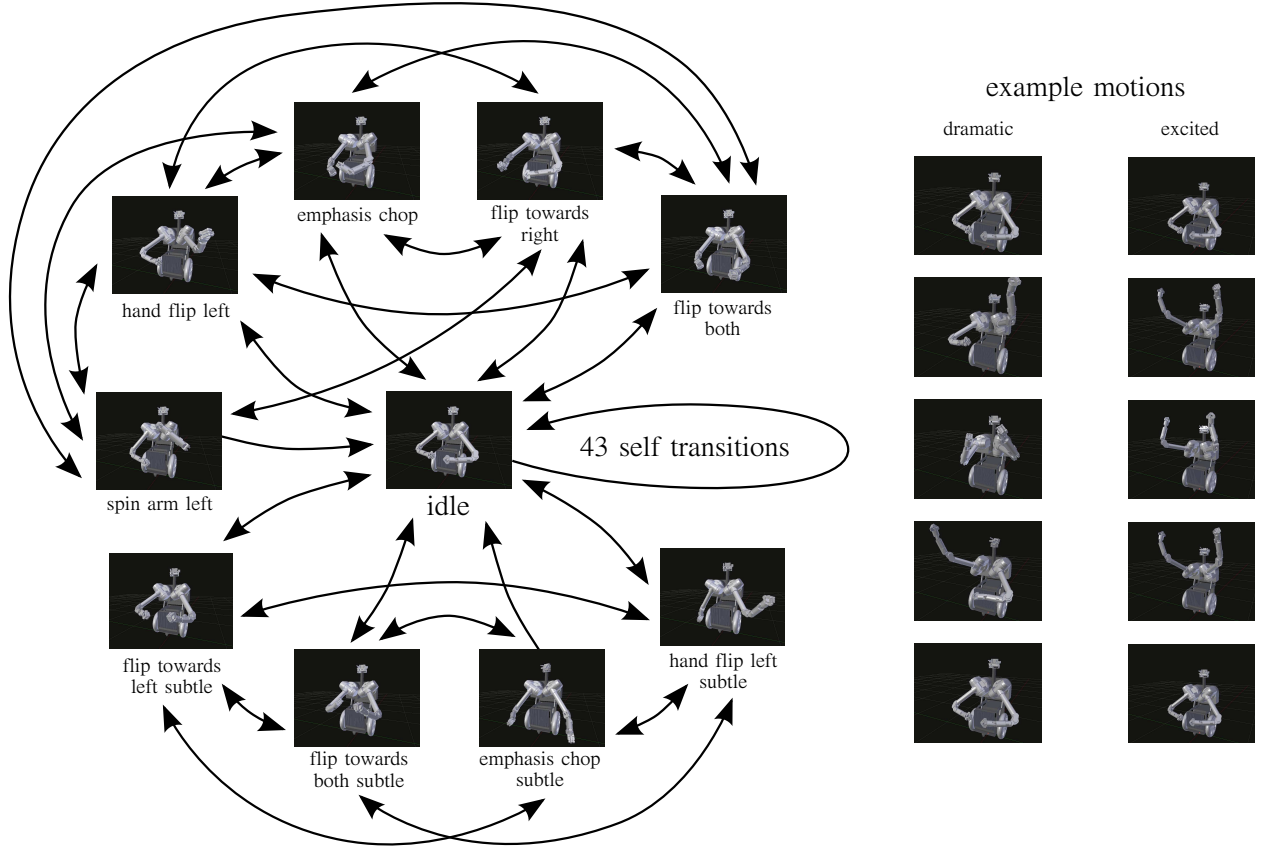 example motions
dramatic
excited
emphasis chop
flip towards
right
hand flip left
flip towards
both
43 self transitions
spin arm left
idle
flip towards
left subtle
hand flip left
subtle
flip towards
both subtle
emphasis chop
subtle